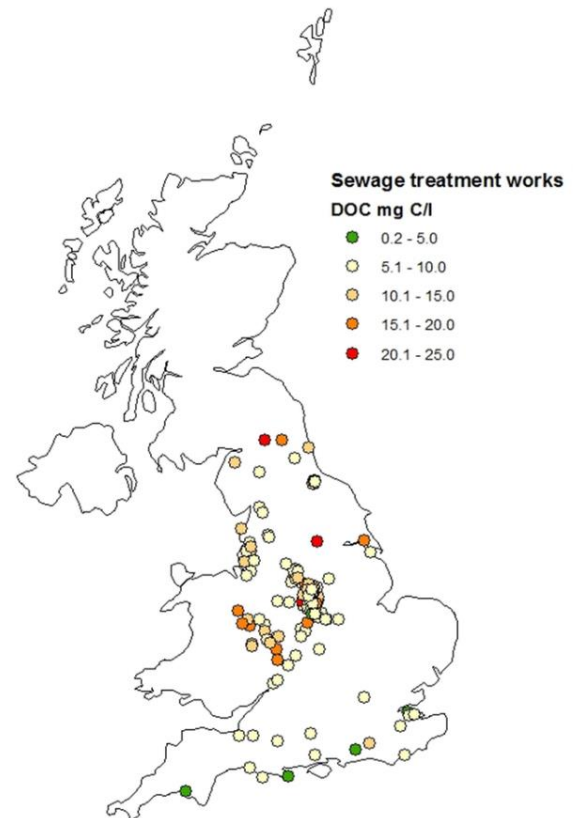 Sewage treatment works
DOC mg C/l
0.2 - 5.0
5.1 - 10.0
10.1 - 15.0
15.1 - 20.0
20.1 - 25.0